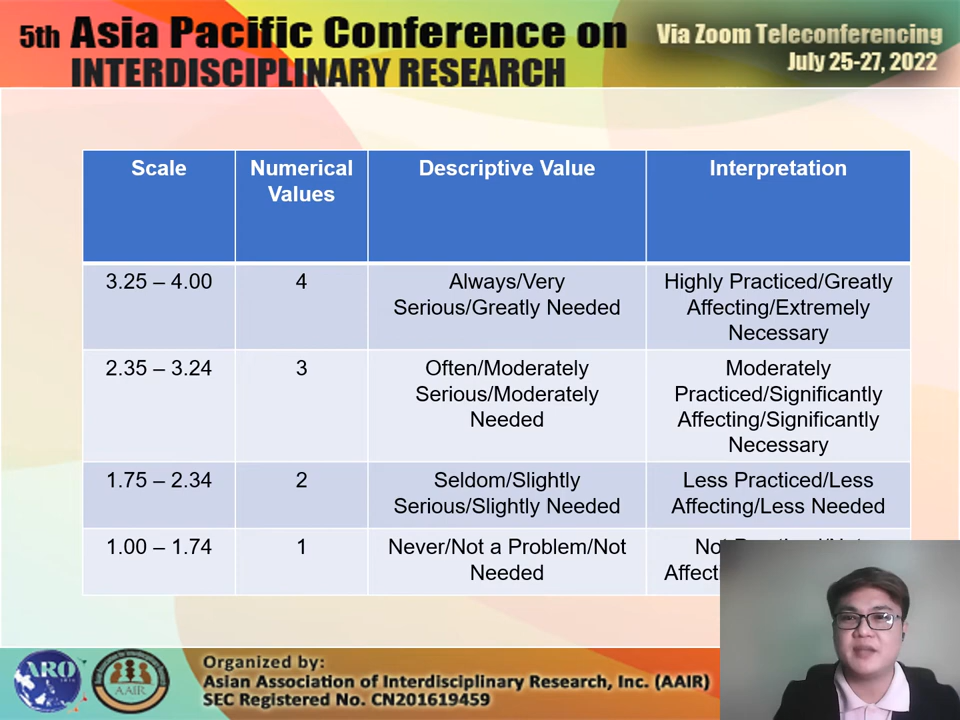 5th Asia Pacific Conference on
INTERDISCIPLINARY RESEARCH
Via Zoom Teleconferencing
July 25-27, 2022
Scale
Numerical
Values
Descriptive Value
Interpretation
3.25 – 4.00
4
Always/Very
Serious/Greatly Needed
Highly Practiced/Greatly
Affecting/Extremely
Necessary
2.35 – 3.24
3
Often/Moderately
Serious/Moderately
Needed
Moderately
Practiced/Significantly
Affecting/Significantly
Necessary
1.75 – 2.34
2
Seldom/Slightly
Serious/Slightly Needed
Less Practiced/Less
Affecting/Less Needed
1.00 – 1.74
1
Never/Not a Problem/Not
Needed
ARO
AAIR
Organized by:
Asian Association of Interdisciplinary Research, Inc. (AAIR)
SEC Registered No. CN201619459